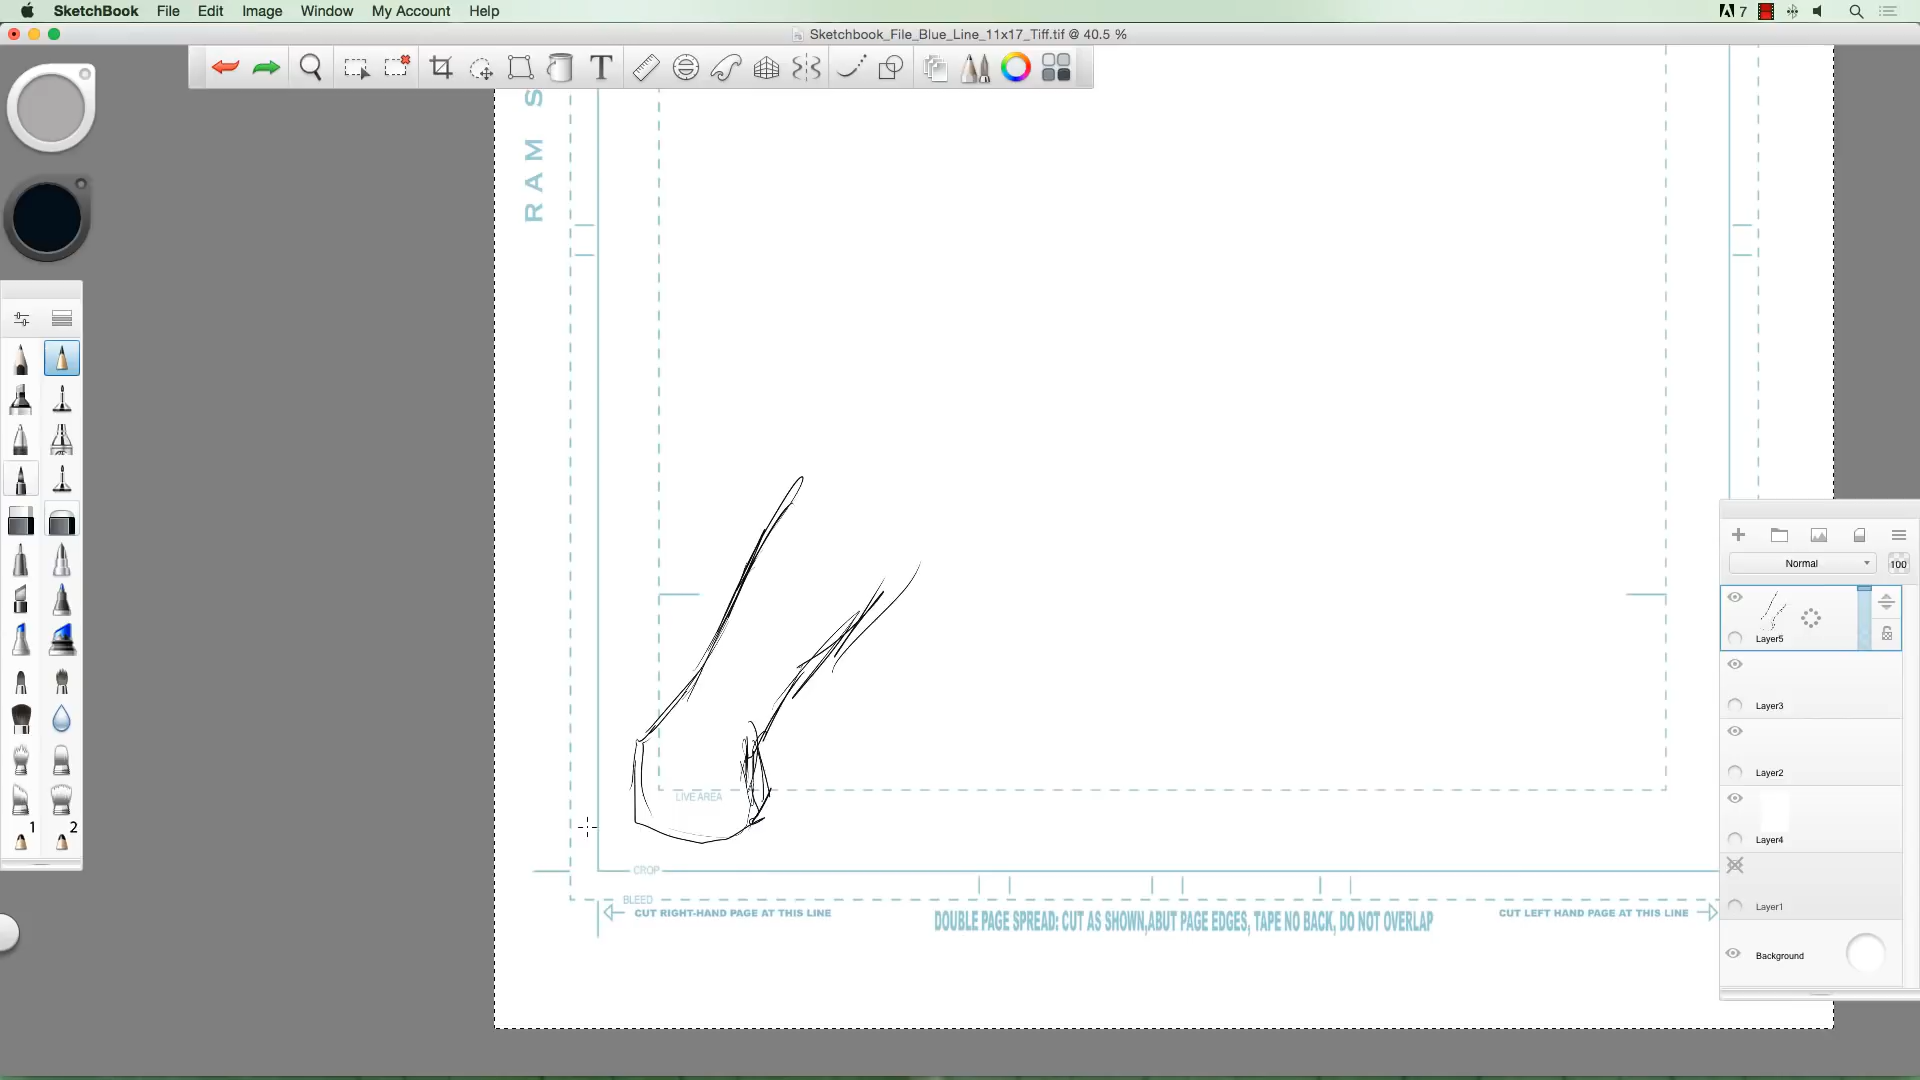 SketchBook File Edit Image Window My Account Help 7
Sketchbook_File_Blue_Line_11x17_Tiff.tif @ 40.5 %
T
RAM S
Normal 100
Layer5
Layer3
Layer2
Layer4
Layer1
Background
1 2
LIVE AREA
CROP
BLEED
CUT RIGHT-HAND PAGE AT THIS LINE
DOUBLE PAGE SPREAD: CUT AS SHOWN,ABUT PAGE EDGES, TAPE NO BACK, DO NOT OVERLAP
CUT LEFT HAND PAGE AT THIS LINE